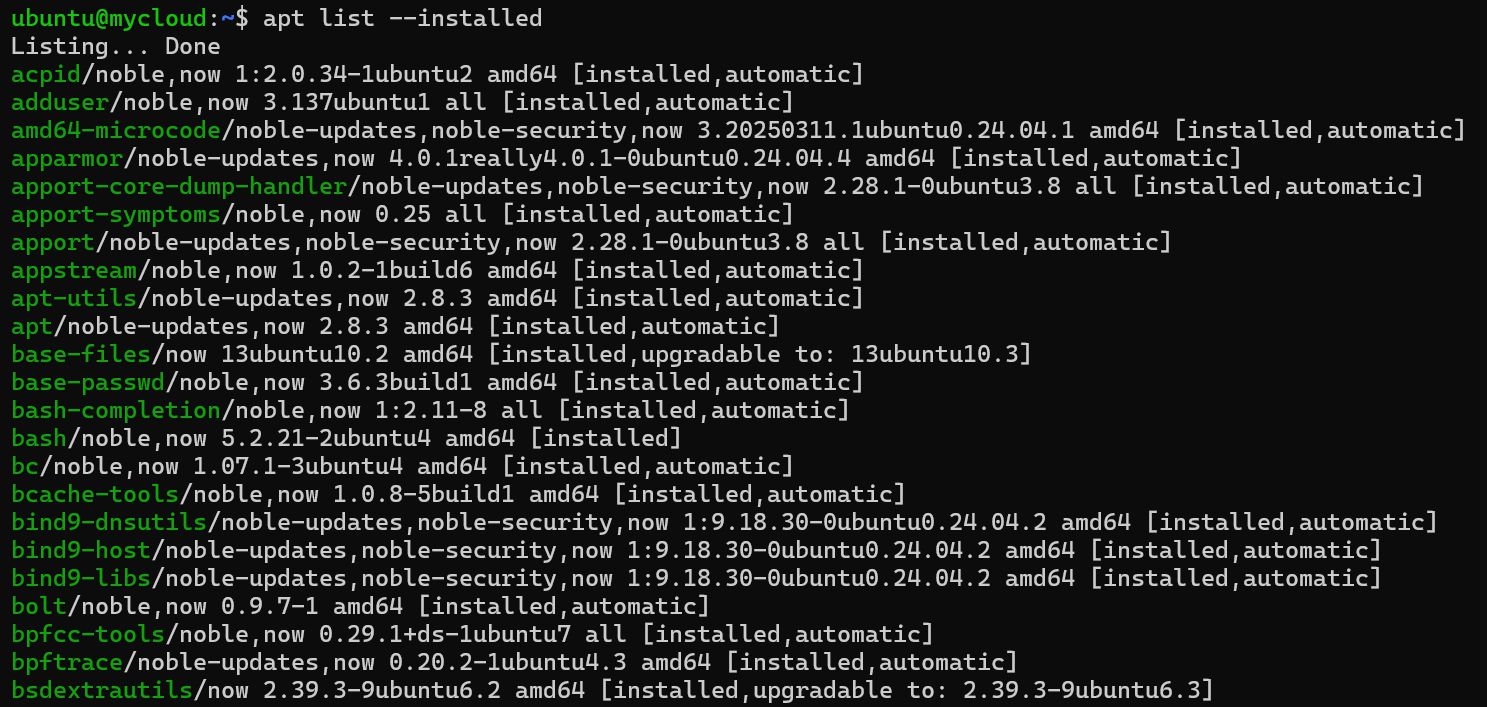 ubuntu@mycloud:~$ apt list --installed
Listing... Done
acpid/noble,now 1:2.0.34-1ubuntu2 amd64 [installed,automatic]
adduser/noble,now 3.137ubuntu1 all [installed,automatic]
amd64-microcode/noble-updates,noble-security,now 3.20250311.1ubuntu0.24.04.1 amd64 [installed,automatic]
apparmor/noble-updates,now 4.0.1really4.0.1-0ubuntu0.24.04.4 amd64 [installed,automatic]
apport-core-dump-handler/noble-updates,noble-security,now 2.28.1-0ubuntu3.8 all [installed,automatic]
apport-symptoms/noble,now 0.25 all [installed,automatic]
apport/noble-updates,noble-security,now 2.28.1-0ubuntu3.8 all [installed,automatic]
appstream/noble,now 1.0.2-1build6 amd64 [installed,automatic]
apt-utils/noble-updates,now 2.8.3 amd64 [installed,automatic]
apt/noble-updates,now 2.8.3 amd64 [installed,automatic]
base-files/now 13ubuntu10.2 amd64 [installed,upgradable to: 13ubuntu10.3]
base-passwd/noble,now 3.6.3build1 amd64 [installed,automatic]
bash-completion/noble,now 1:2.11-8 all [installed,automatic]
bash/noble,now 5.2.21-2ubuntu4 amd64 [installed]
bc/noble,now 1.07.1-3ubuntu4 amd64 [installed,automatic]
bcache-tools/noble,now 1.0.8-5build1 amd64 [installed,automatic]
bind9-dnsutils/noble-updates,noble-security,now 1:9.18.30-0ubuntu0.24.04.2 amd64 [installed,automatic]
bind9-host/noble-updates,noble-security,now 1:9.18.30-0ubuntu0.24.04.2 amd64 [installed,automatic]
bind9-libs/noble-updates,noble-security,now 1:9.18.30-0ubuntu0.24.04.2 amd64 [installed,automatic]
bolt/noble,now 0.9.7-1 amd64 [installed,automatic]
bpfcc-tools/noble,now 0.29.1+ds-1ubuntu7 all [installed,automatic]
bpftrace/noble-updates,now 0.20.2-1ubuntu4.3 amd64 [installed,automatic]
bsdextrautils/now 2.39.3-9ubuntu6.2 amd64 [installed,upgradable to: 2.39.3-9ubuntu6.3]